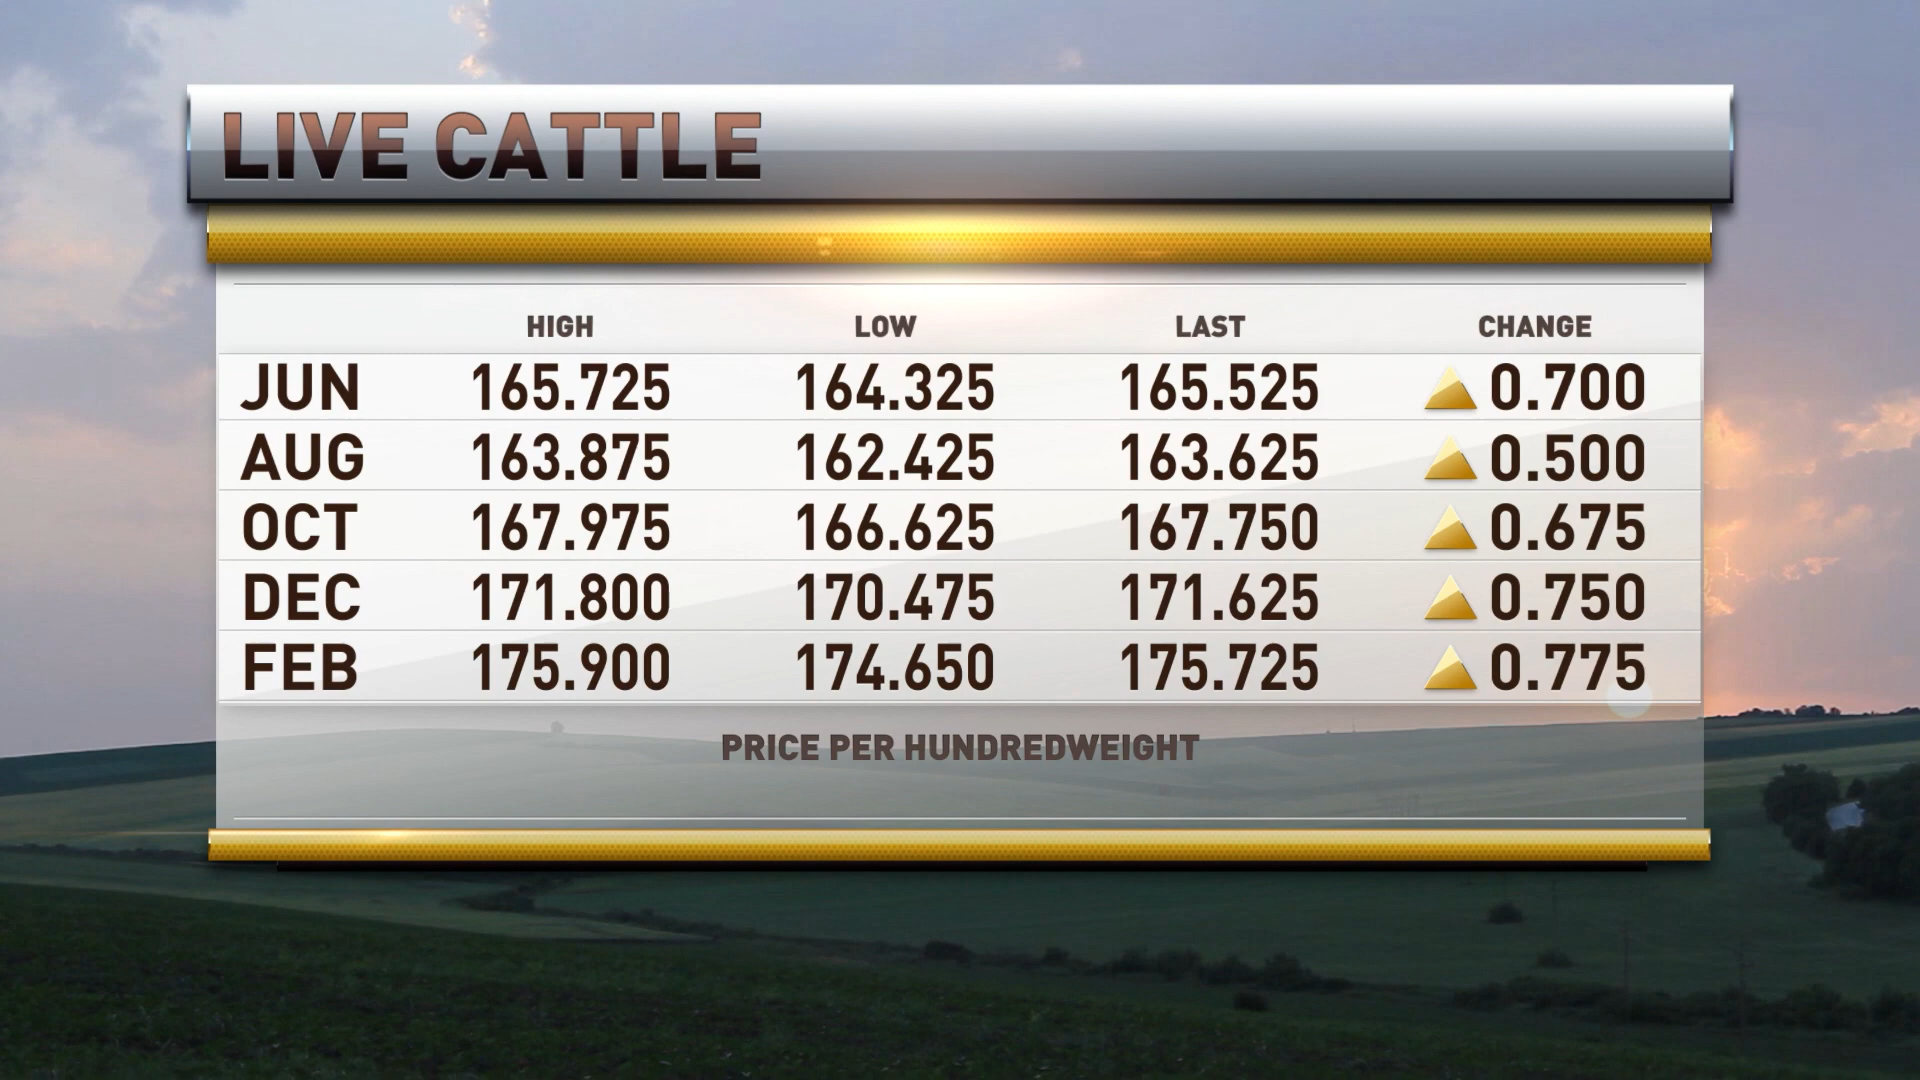 LIVE CATTLE
HIGH LOW LAST CHANGE
JUN 165.725 164.325 165.525 0.700
AUG 163.875 162.425 163.625 0.500
OCT 167.975 166.625 167.750 0.675
DEC 171.800 170.475 171.625 0.750
FEB 175.900 174.650 175.725 0.775
PRICE PER HUNDREDWEIGHT